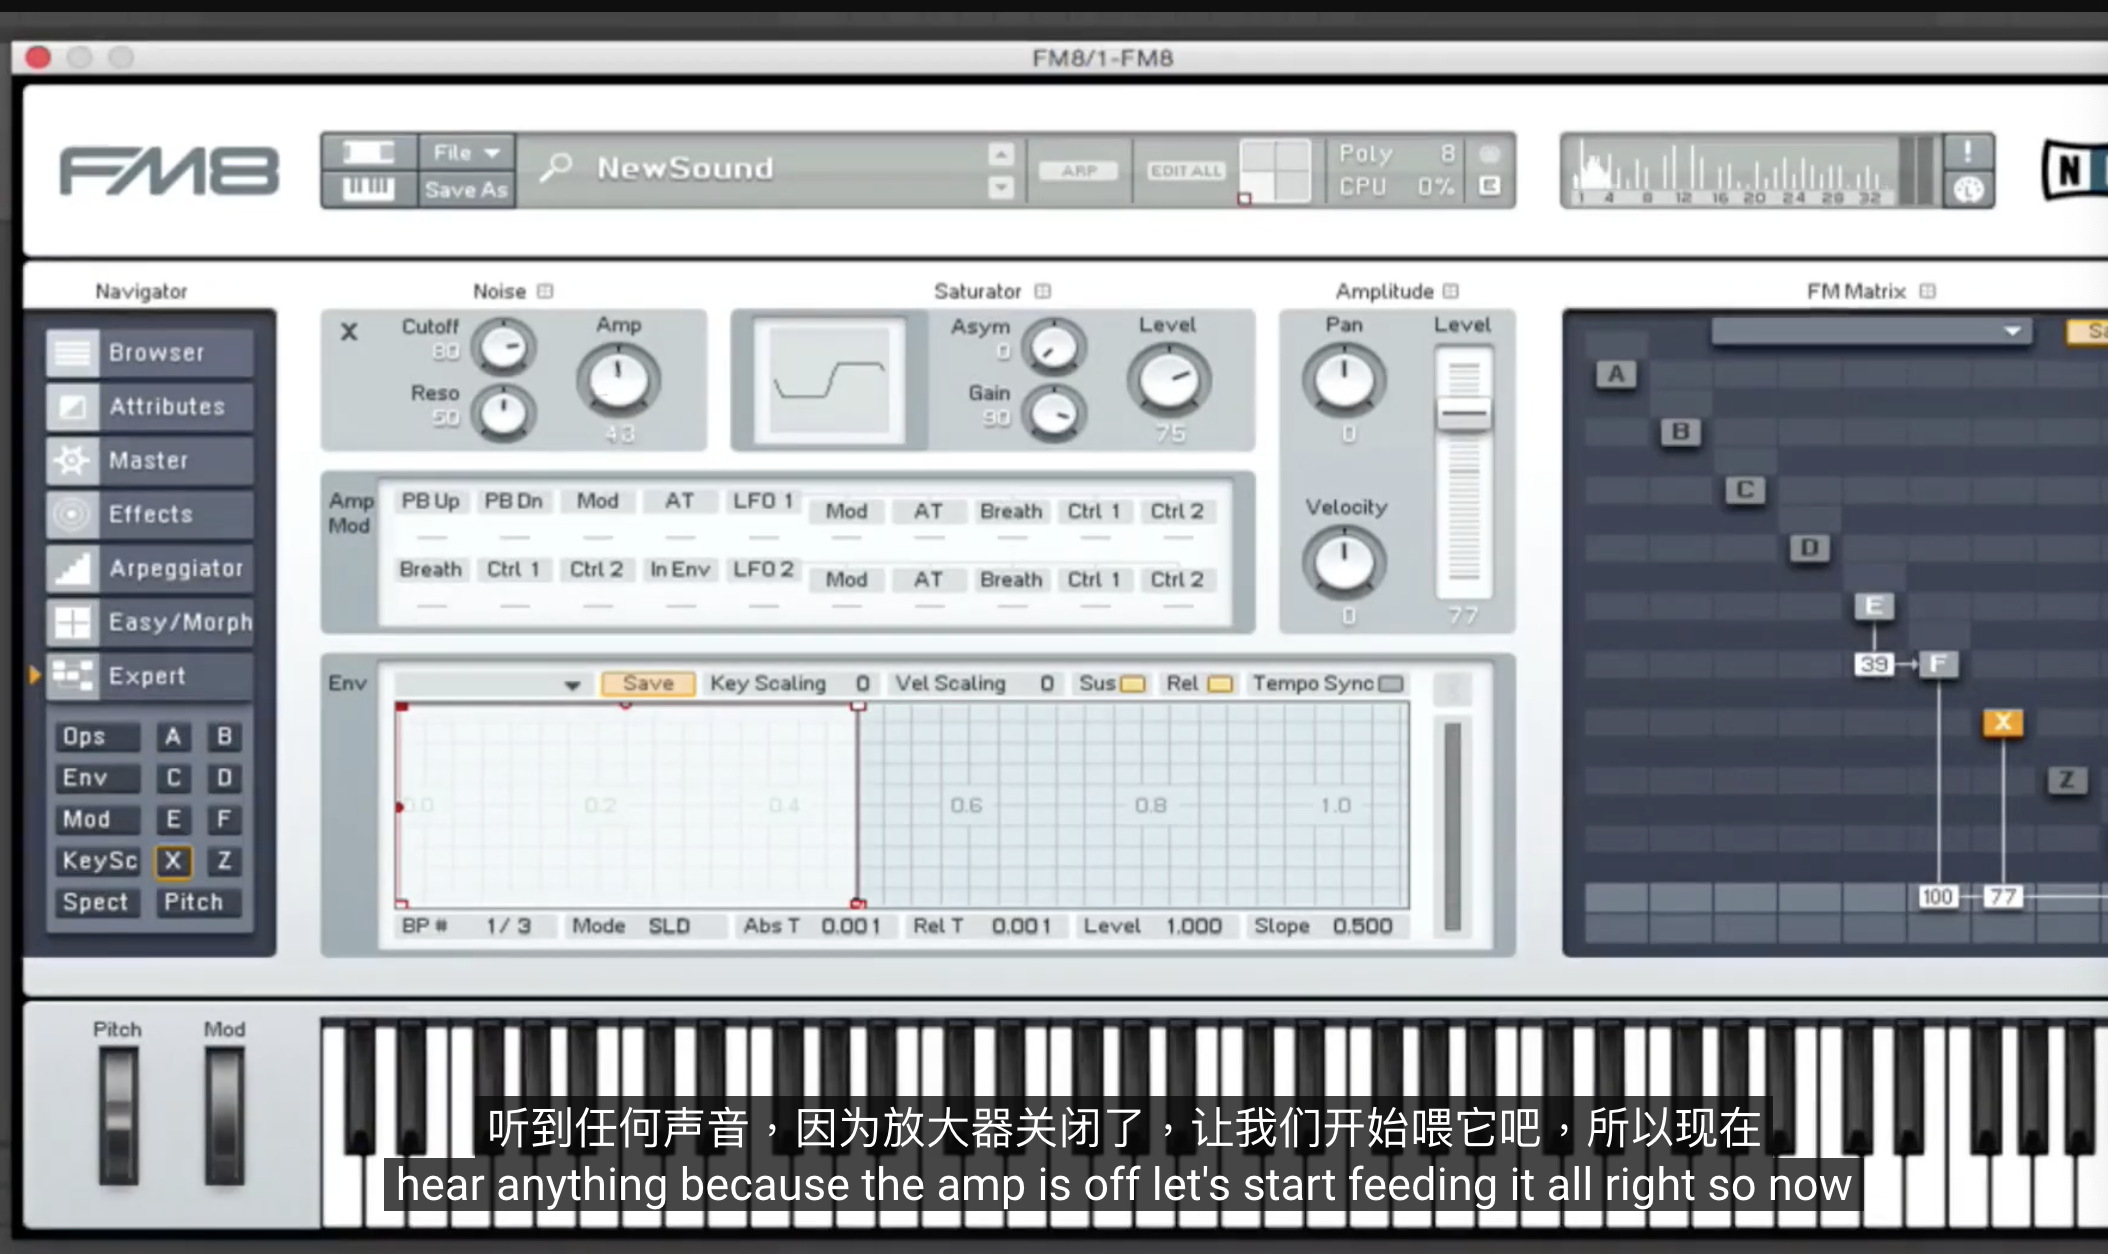 FM8/1-FM8
FM8
File
Save As
NewSound
ARP
EDIT ALL
Poly 8
CPU 0%
E
!
1 4 8 12 16 20 24 28 32
N
Navigator
Browser
Attributes
Master
Effects
Arpeggiator
Easy/Morph
Expert
Ops A B
Env C D
Mod E F
KeySc X Z
Spect Pitch
Noise
X
Cutoff
80
Reso
50
Amp
43
Saturator
Asym
0
Gain
90
Level
75
Amplitude
Pan
0
Level
Velocity
0
77
Amp Mod
PB Up PB Dn Mod AT LFO 1 Mod AT Breath Ctrl 1 Ctrl 2
Breath Ctrl 1 Ctrl 2 In Env LFO 2 Mod AT Breath Ctrl 1 Ctrl 2
Env Save Key Scaling 0 Vel Scaling 0 Sus Rel Tempo Sync
0.0 0.2 0.4 0.6 0.8 1.0
BP # 1/ 3 Mode SLD Abs T 0.001 Rel T 0.001 Level 1.000 Slope 0.500
FM Matrix
A
B
C
D
E
39 F
X
Z
100 77
Pitch
Mod
听到任何声音，因为放大器关闭了，让我们开始喂它吧，所以现在
hear anything because the amp is off let's start feeding it all right so now